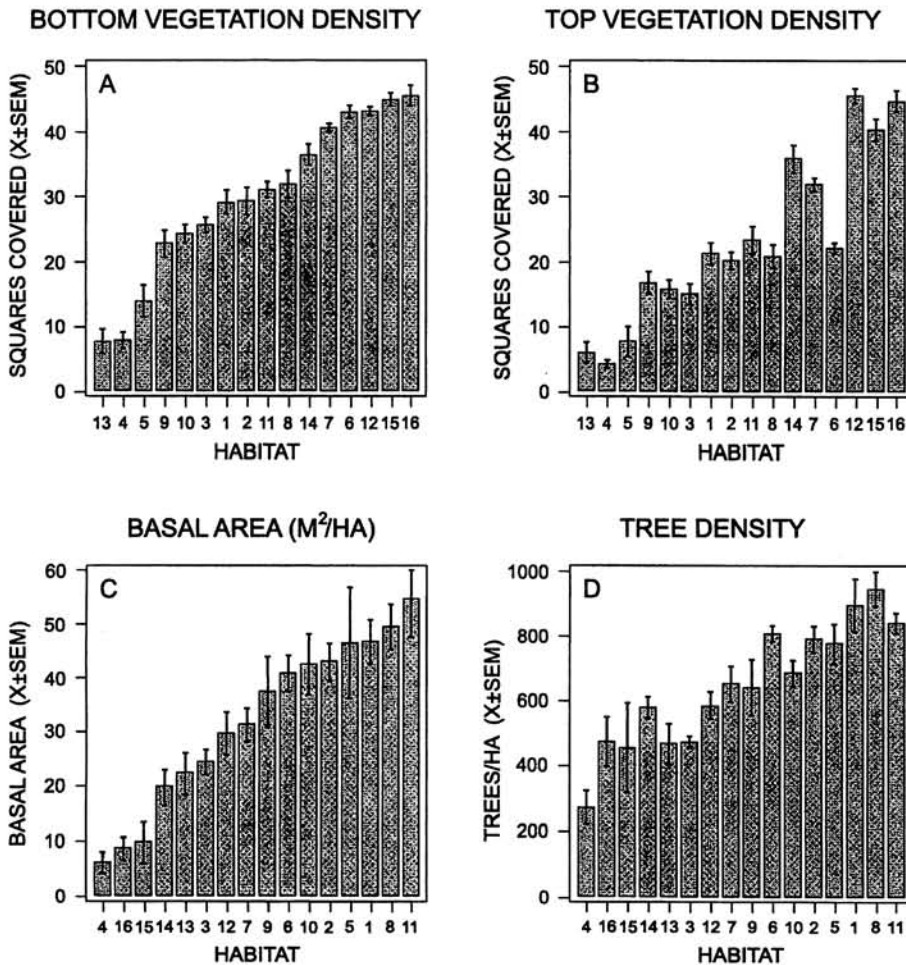 BOTTOM VEGETATION DENSITY
A
SQUARES COVERED (X±SEM)
50
40
30
20
10
0
13 4 5 9 10 3 1 2 11 8 14 7 6 12 15 16
HABITAT
TOP VEGETATION DENSITY
B
SQUARES COVERED (X±SEM)
50
40
30
20
10
0
13 4 5 9 10 3 1 2 11 8 14 7 6 12 15 16
HABITAT
BASAL AREA (M²/HA)
C
BASAL AREA (X±SEM)
60
50
40
30
20
10
0
4 16 15 14 13 3 12 7 9 6 10 2 5 1 8 11
HABITAT
TREE DENSITY
D
TREES/HA (X±SEM)
1000
800
600
400
200
0
4 16 15 14 13 3 12 7 9 6 10 2 5 1 8 11
HABITAT